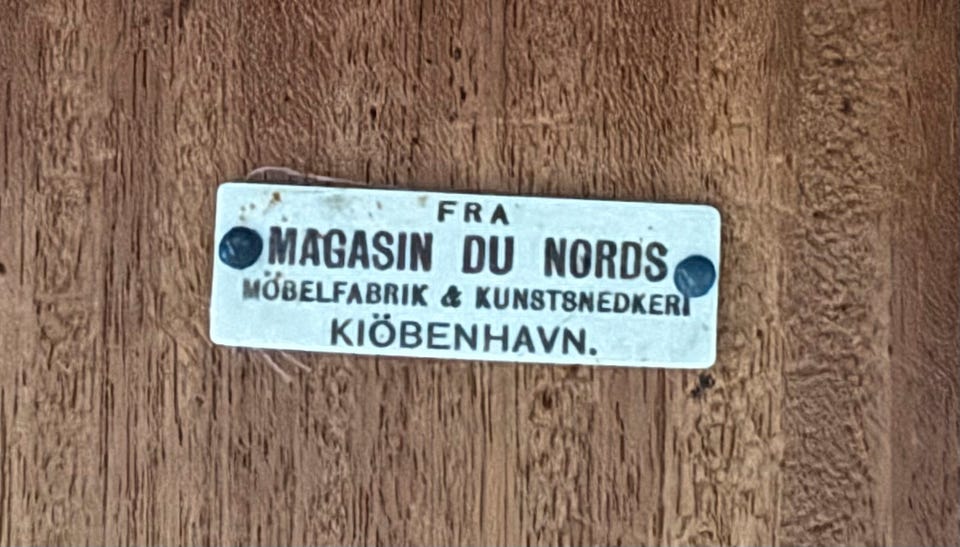 FRA
MAGASIN DU NORDS
MÖBELFABRIK & KUNSTSNEDKERI
KIÖBENHAVN.